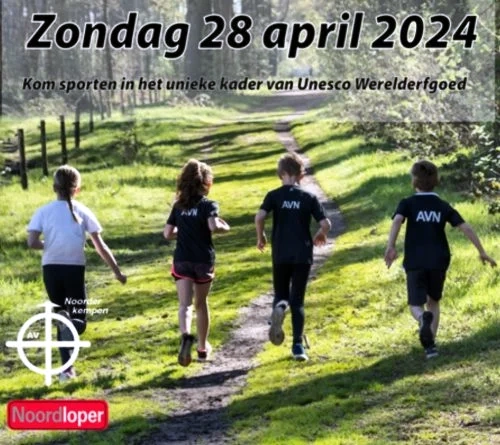 Zondag 28 april 2024
Kom sporten in het unieke kader van Unesco Werelderfgoed
AVN
AVN
AVN
Noorder
kempen
AV
Noordloper